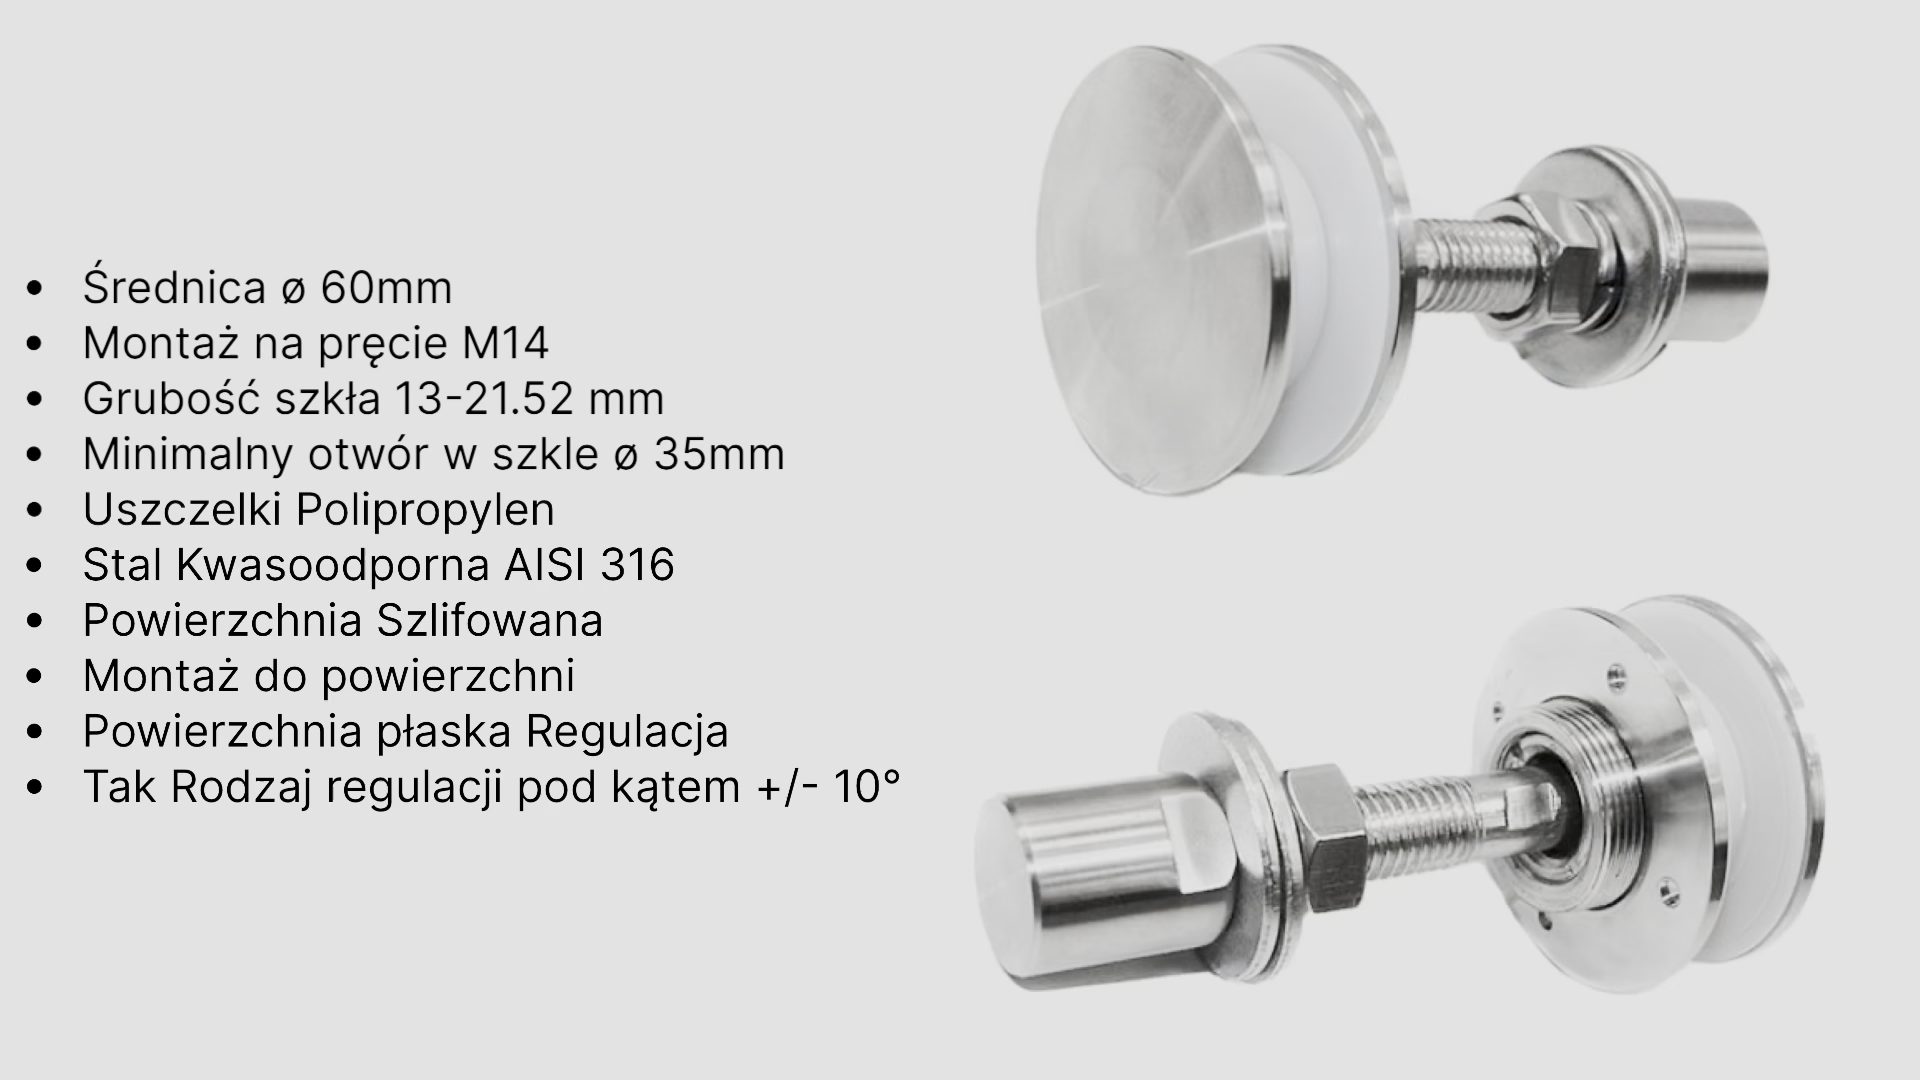 • Średnica ø 60mm
• Montaż na pręcie M14
• Grubość szkła 13-21.52 mm
• Minimalny otwór w szkle ø 35mm
• Uszczelki Polipropylen
• Stal Kwasoodporna AISI 316
• Powierzchnia Szlifowana
• Montaż do powierzchni
• Powierzchnia płaska Regulacja
• Tak Rodzaj regulacji pod kątem +/- 10°